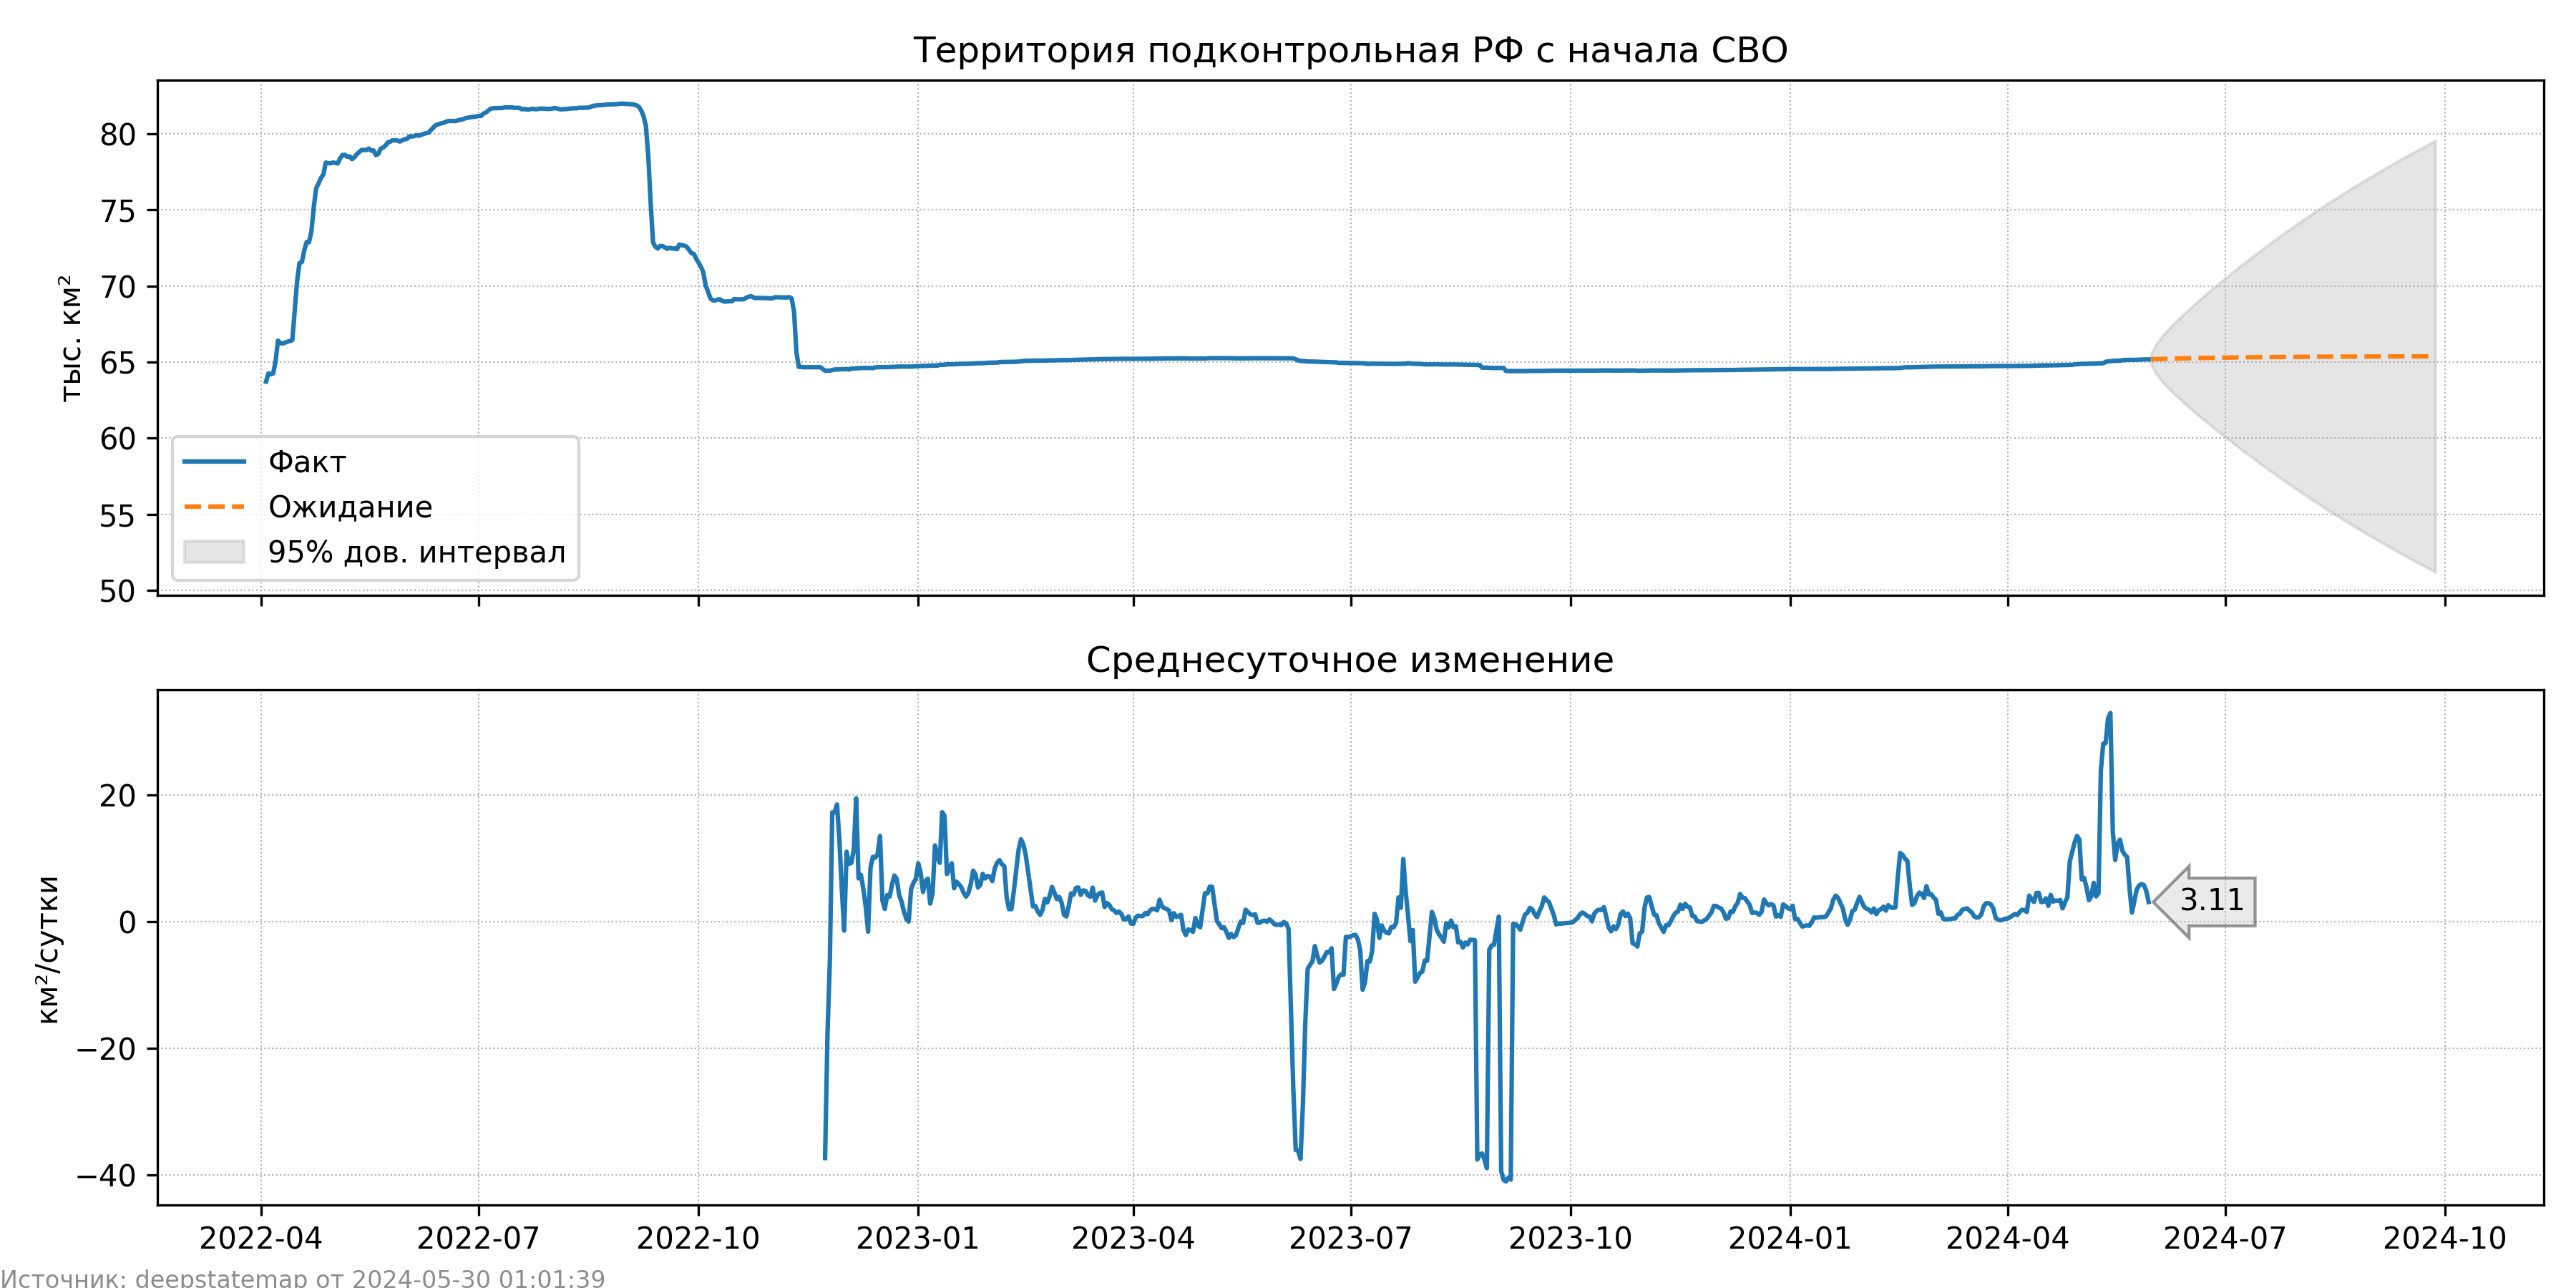 Территория подконтрольная РФ с начала СВО
80
75
70
65
60
55
50
тыс. км²
Факт
Ожидание
95% дов. интервал
Среднесуточное изменение
20
0
−20
−40
км²/сутки
3.11
2022-04 2022-07 2022-10 2023-01 2023-04 2023-07 2023-10 2024-01 2024-04 2024-07 2024-10
Источник: deepstatemap от 2024-05-30 01:01:39